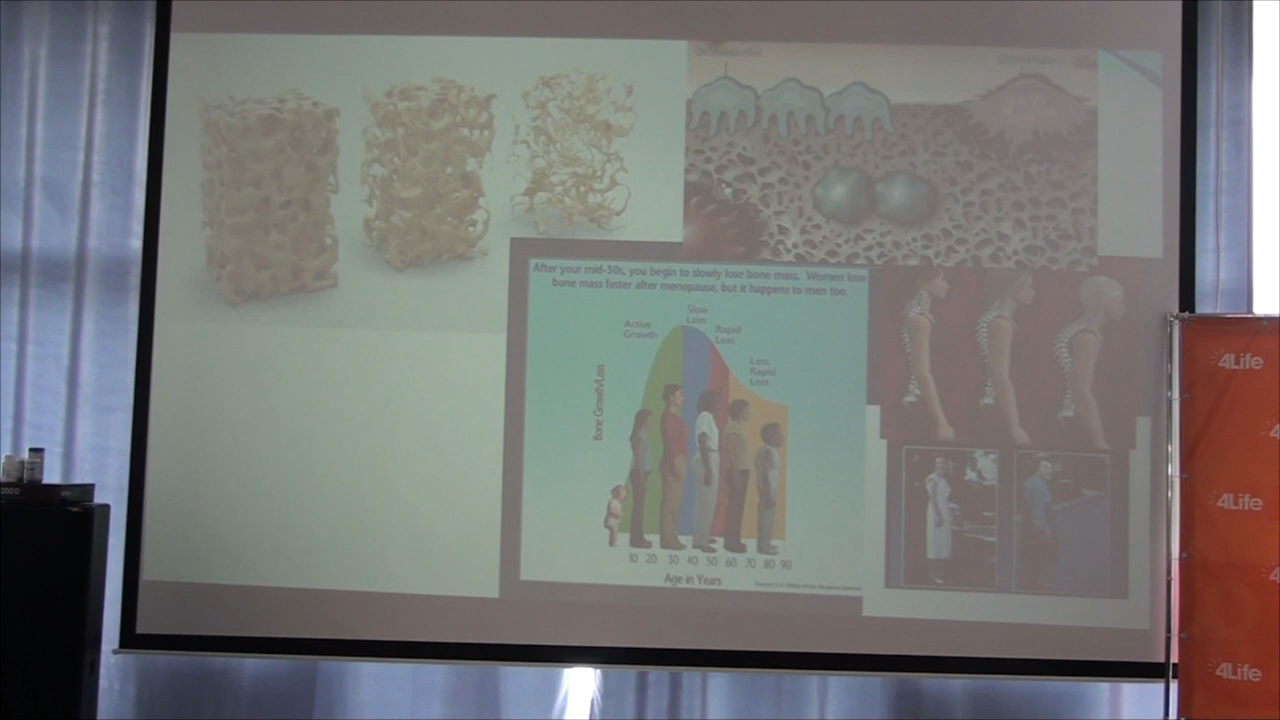 After your mid-30s, you begin to slowly lose bone mass. Women lose
bone mass faster after menopause, but it happens to men too.
Slow
Loss
Active
Growth
Rapid
Loss
Less
Rapid
Loss
Bone Growth/Loss
10 20 30 40 50 60 70 80 90
Age in Years
4Life
4Life
4Life